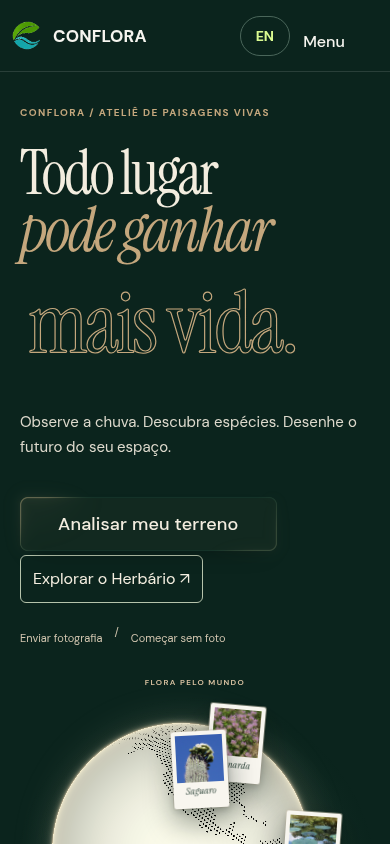 CONFLORA
EN
Menu
CONFLORA / ATELIÊ DE PAISAGENS VIVAS
Todo lugar
pode ganhar
mais vida.
Observe a chuva. Descubra espécies. Desenhe o
futuro do seu espaço.
Analisar meu terreno
Explorar o Herbário ↗
Enviar fotografia / Começar sem foto
FLORA PELO MUNDO
Saguaro